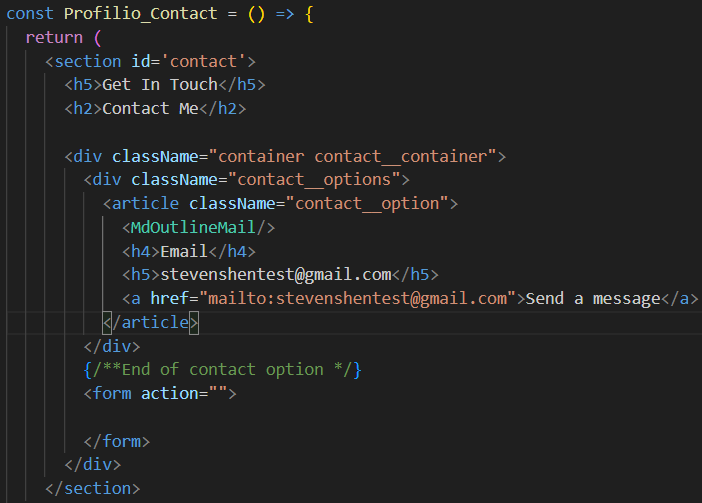 const Profilio_Contact = () => {
  return (
    <section id='contact'>
      <h5>Get In Touch</h5>
      <h2>Contact Me</h2>

      <div className="container contact__container">
        <div className="contact__options">
          <article className="contact__option">
            <MdOutlineMail/>
            <h4>Email</h4>
            <h5>stevenshentest@gmail.com</h5>
            <a href="mailto:stevenshentest@gmail.com">Send a message</a>
          </article>
        </div>
        {/**End of contact option */}
        <form action="">

        </form>
      </div>
    </section>